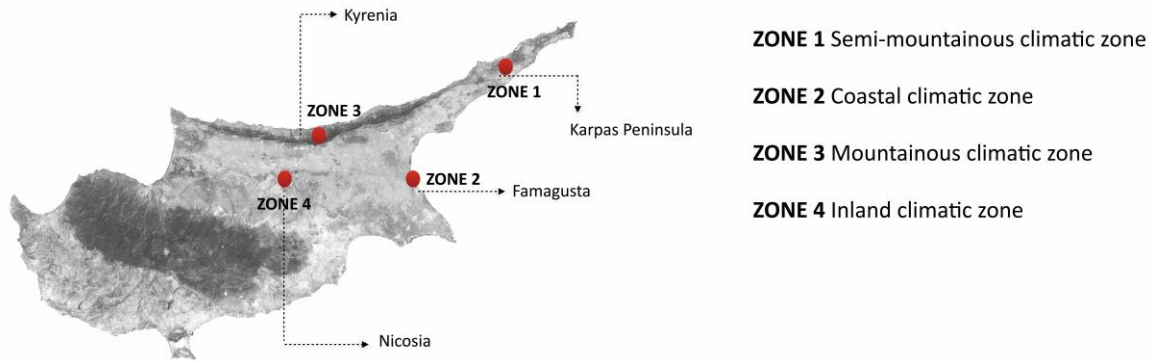 Kyrenia
ZONE 3
ZONE 1
Karpas Peninsula
ZONE 2
Famagusta
ZONE 4
Nicosia
ZONE 1 Semi-mountainous climatic zone
ZONE 2 Coastal climatic zone
ZONE 3 Mountainous climatic zone
ZONE 4 Inland climatic zone